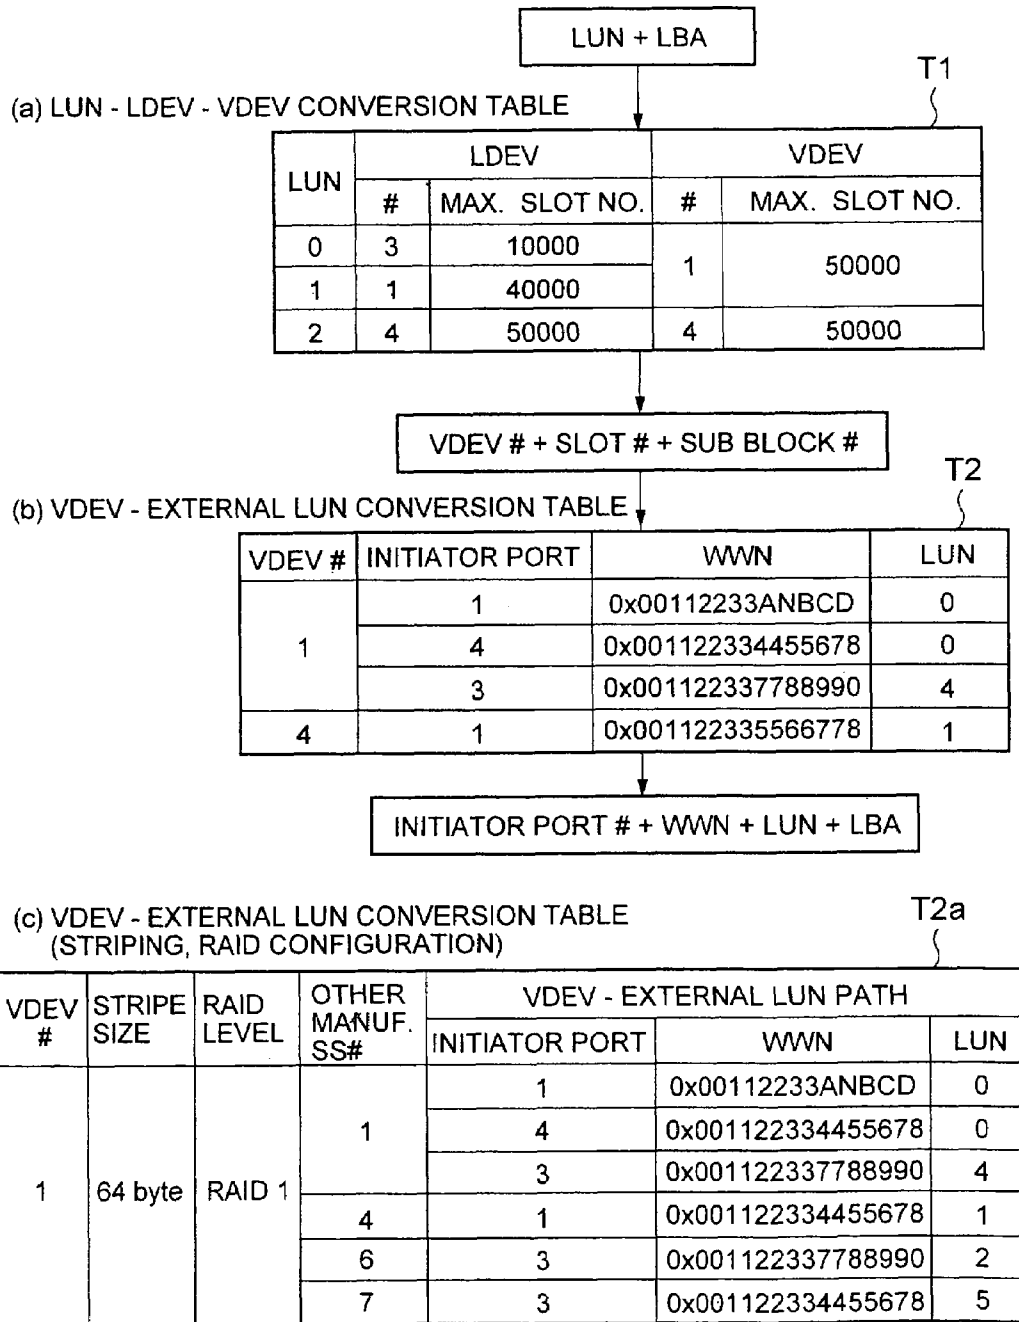 LUN + LBA
T1
(a) LUN - LDEV - VDEV CONVERSION TABLE
LUN LDEV VDEV
# MAX. SLOT NO. # MAX. SLOT NO.
0 3 10000 1 50000
1 1 40000
2 4 50000 4 50000
VDEV # + SLOT # + SUB BLOCK #
T2
(b) VDEV - EXTERNAL LUN CONVERSION TABLE
VDEV # INITIATOR PORT WWN LUN
1 1 0x00112233ANBCD 0
4 0x001122334455678 0
3 0x001122337788990 4
4 1 0x001122335566778 1
INITIATOR PORT # + WWN + LUN + LBA
(c) VDEV - EXTERNAL LUN CONVERSION TABLE
(STRIPING, RAID CONFIGURATION)
T2a
VDEV # STRIPE SIZE RAID LEVEL OTHER MANUF. SS# VDEV - EXTERNAL LUN PATH
INITIATOR PORT WWN LUN
1 64 byte RAID 1 1 1 0x00112233ANBCD 0
4 0x001122334455678 0
3 0x001122337788990 4
4 1 0x001122334455678 1
6 3 0x001122337788990 2
7 3 0x001122334455678 5